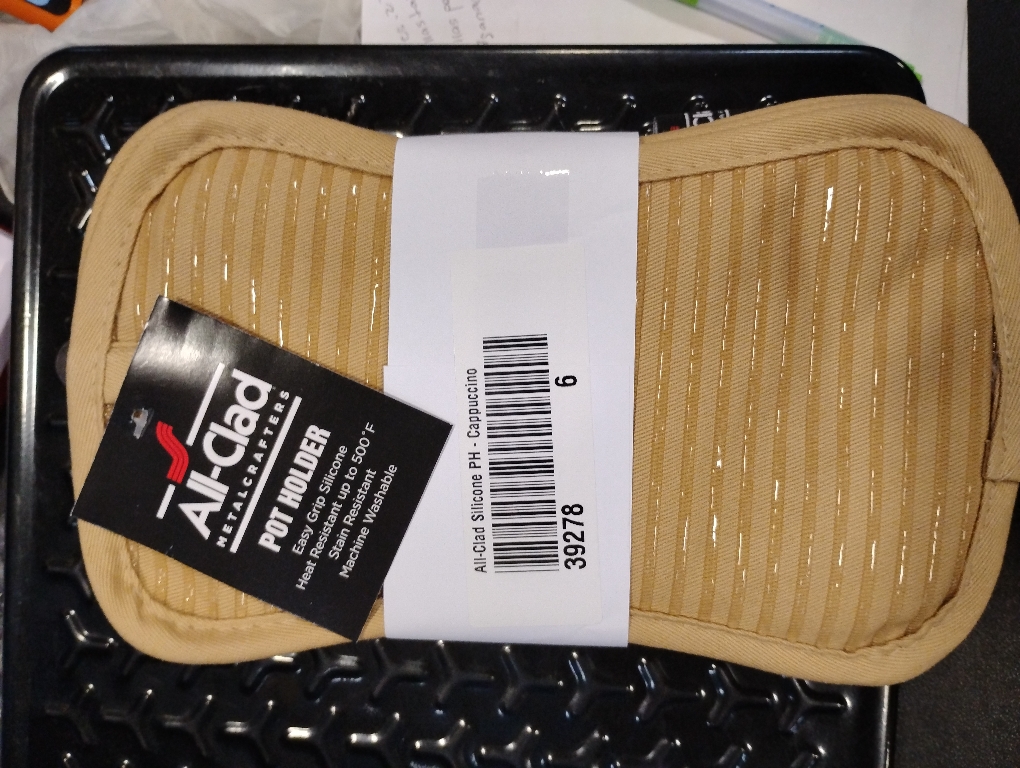 All-Clad
METALCRAFTERS
POT HOLDER
Easy Grip Silicone
Heat Resistant up to 500°F
Stain Resistant
Machine Washable
All-Clad Silicone PH - Cappuccino
39278 6